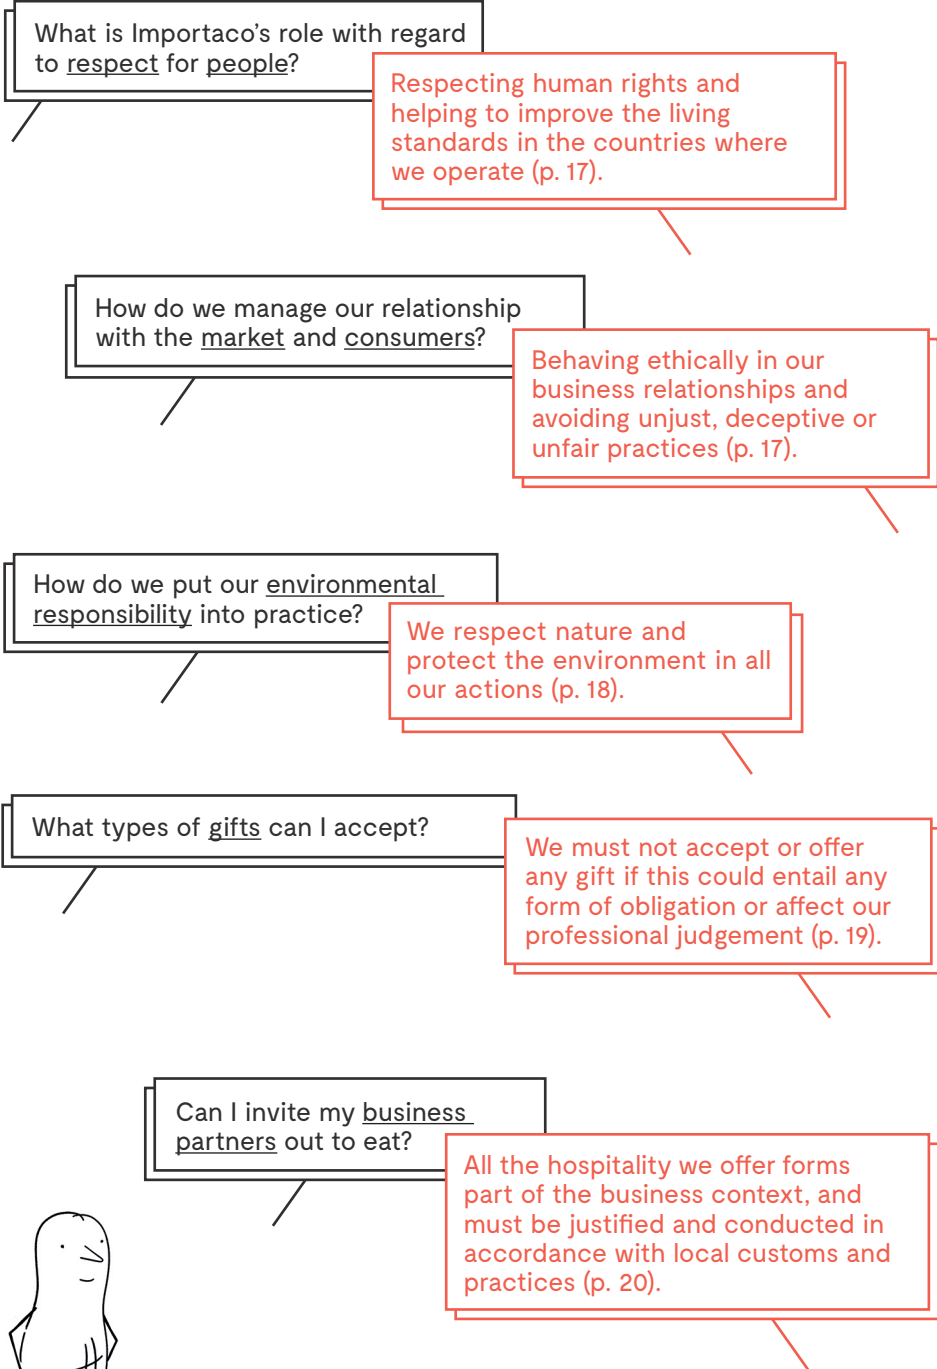 What is Importaco’s role with regard
to respect for people?
Respecting human rights and
helping to improve the living
standards in the countries where
we operate (p. 17).
How do we manage our relationship
with the market and consumers?
Behaving ethically in our
business relationships and
avoiding unjust, deceptive or
unfair practices (p. 17).
How do we put our environmental
responsibility into practice?
We respect nature and
protect the environment in all
our actions (p. 18).
What types of gifts can I accept?
We must not accept or offer
any gift if this could entail any
form of obligation or affect our
professional judgement (p. 19).
Can I invite my business
partners out to eat?
All the hospitality we offer forms
part of the business context, and
must be justified and conducted in
accordance with local customs and
practices (p. 20).